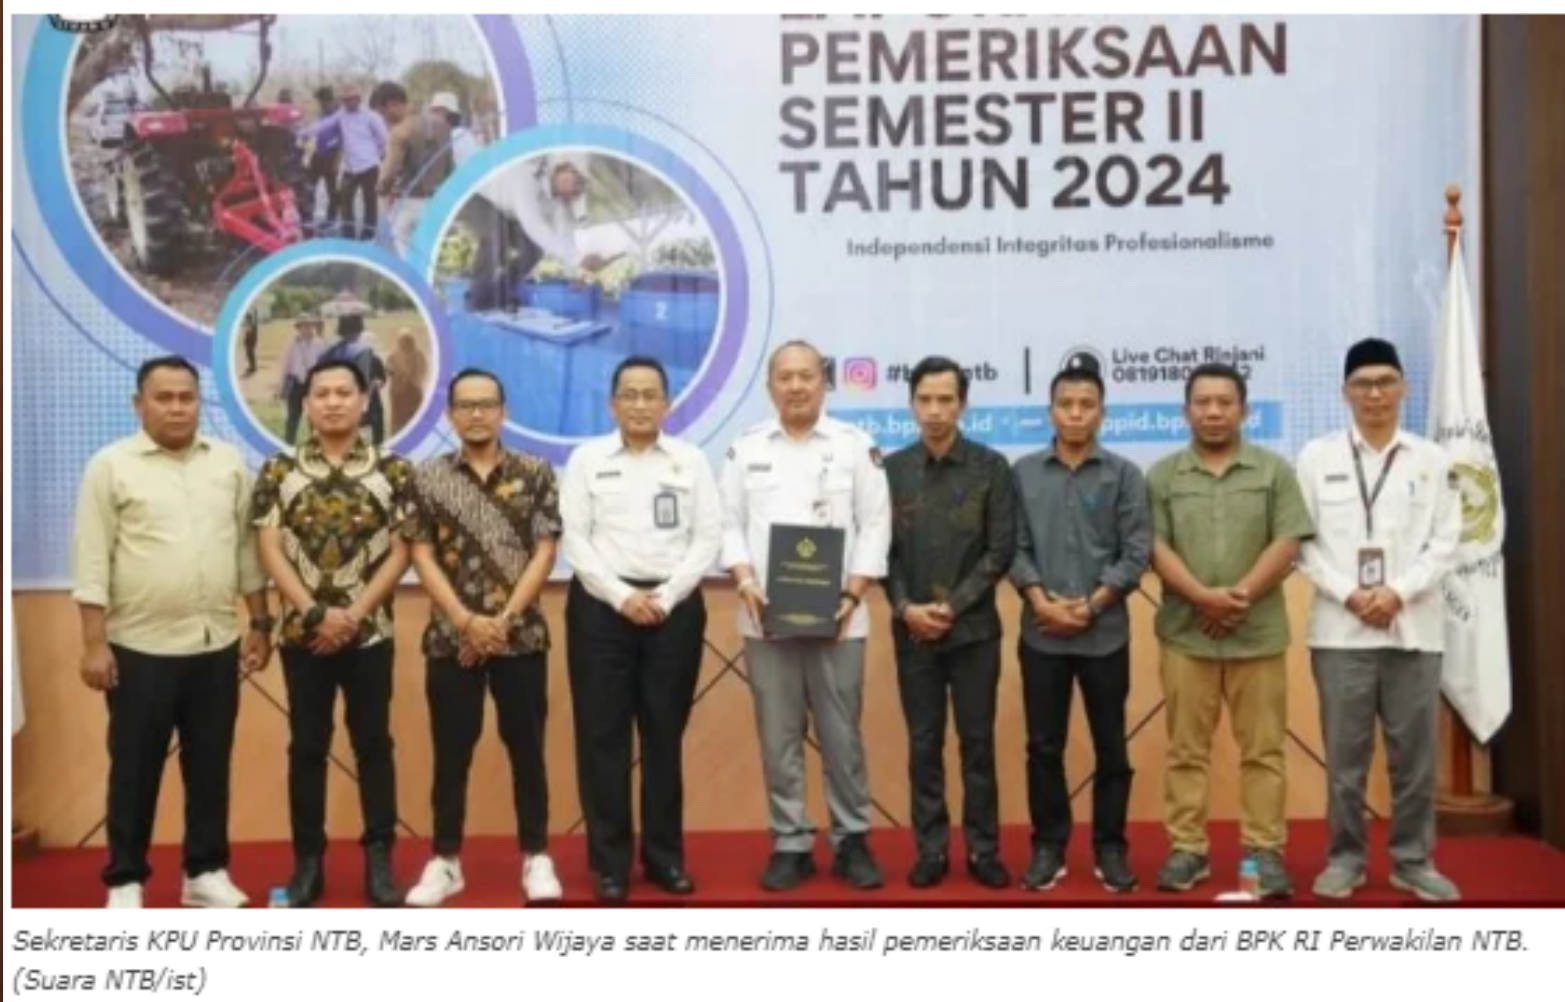 PEMERIKSAAN
SEMESTER II
TAHUN 2024
Independensi Integritas Profesionalisme
Live Chat Rinjani
2
Sekretaris KPU Provinsi NTB, Mars Ansori Wijaya saat menerima hasil pemeriksaan keuangan dari BPK RI Perwakilan NTB.
(Suara NTB/ist)